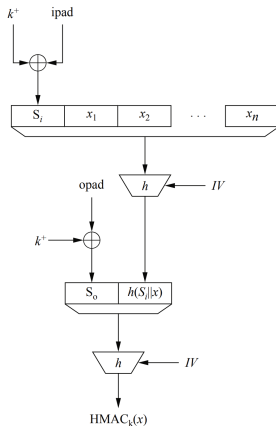 k⁺ ipad
Sᵢ x₁ x₂ . . . xₙ
h IV
opad
k⁺
Sₒ h(Sᵢ||x)
h IV
HMACₖ(x)